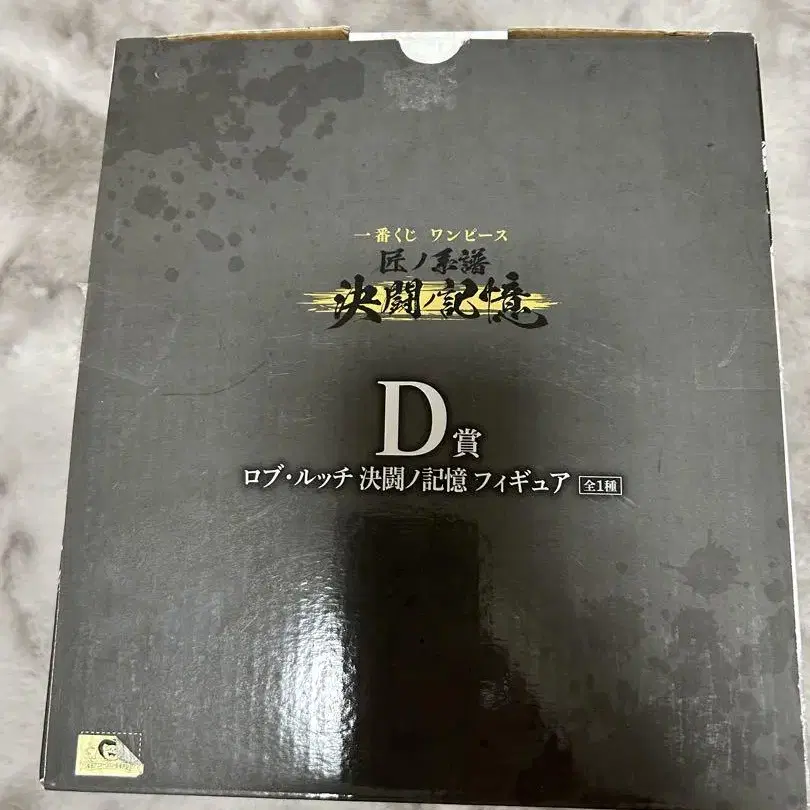 一番くじ ワンピース
匠ノ系譜
決闘ノ記憶
D賞
ロブ・ルッチ 決闘ノ記憶 フィギュア 全1種